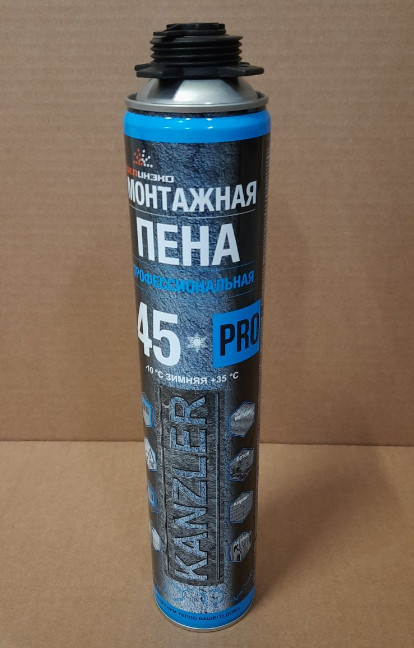 МОНТАЖНАЯ
ПЕНА
ПРОФЕССИОНАЛЬНАЯ
45 PRO
-10 °C ЗИМНЯЯ +35 °C
KANZLER